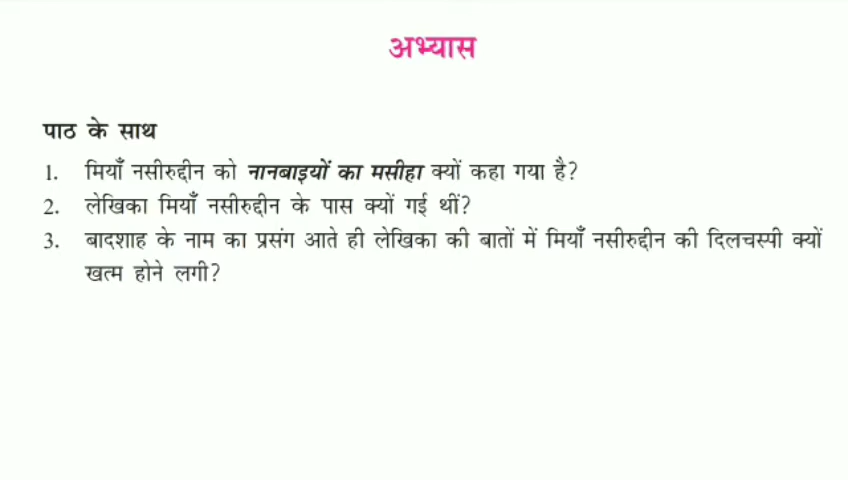 अभ्यास
पाठ के साथ
1. मियाँ नसीरुद्दीन को नानबाइयों का मसीहा क्यों कहा गया है?
2. लेखिका मियाँ नसीरुद्दीन के पास क्यों गई थीं?
3. बादशाह के नाम का प्रसंग आते ही लेखिका की बातों में मियाँ नसीरुद्दीन की दिलचस्पी क्यों
खत्म होने लगी?